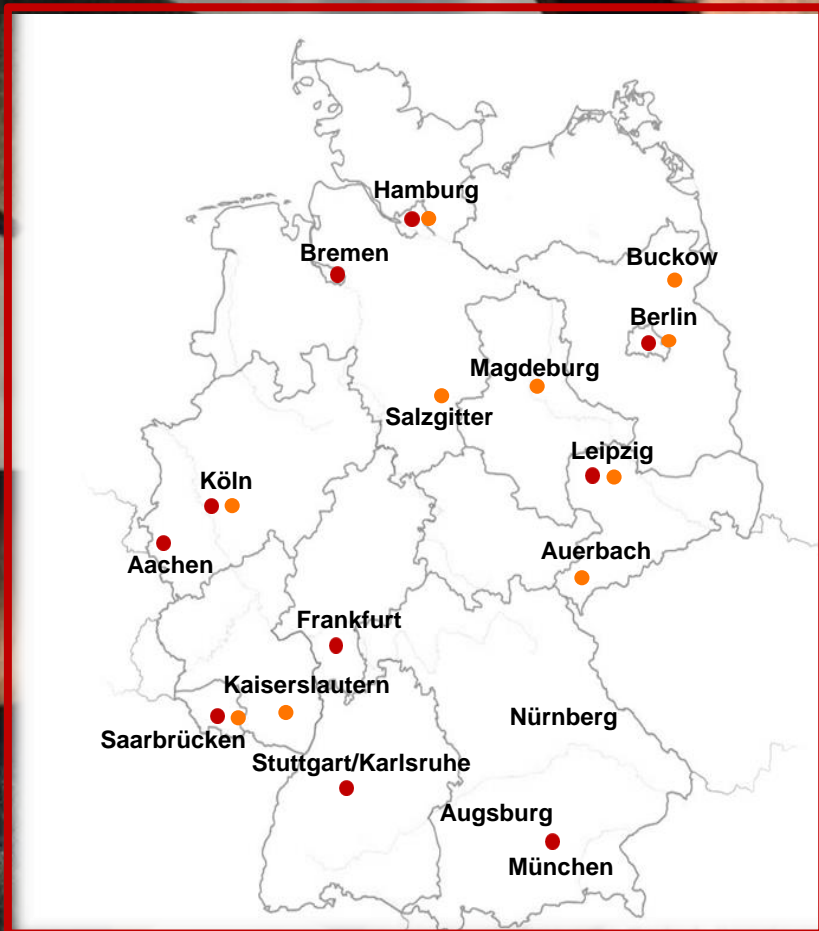 Hamburg
Bremen
Buckow
Berlin
Magdeburg
Salzgitter
Leipzig
Köln
Auerbach
Aachen
Frankfurt
Kaiserslautern
Nürnberg
Saarbrücken
Stuttgart/Karlsruhe
Augsburg
München